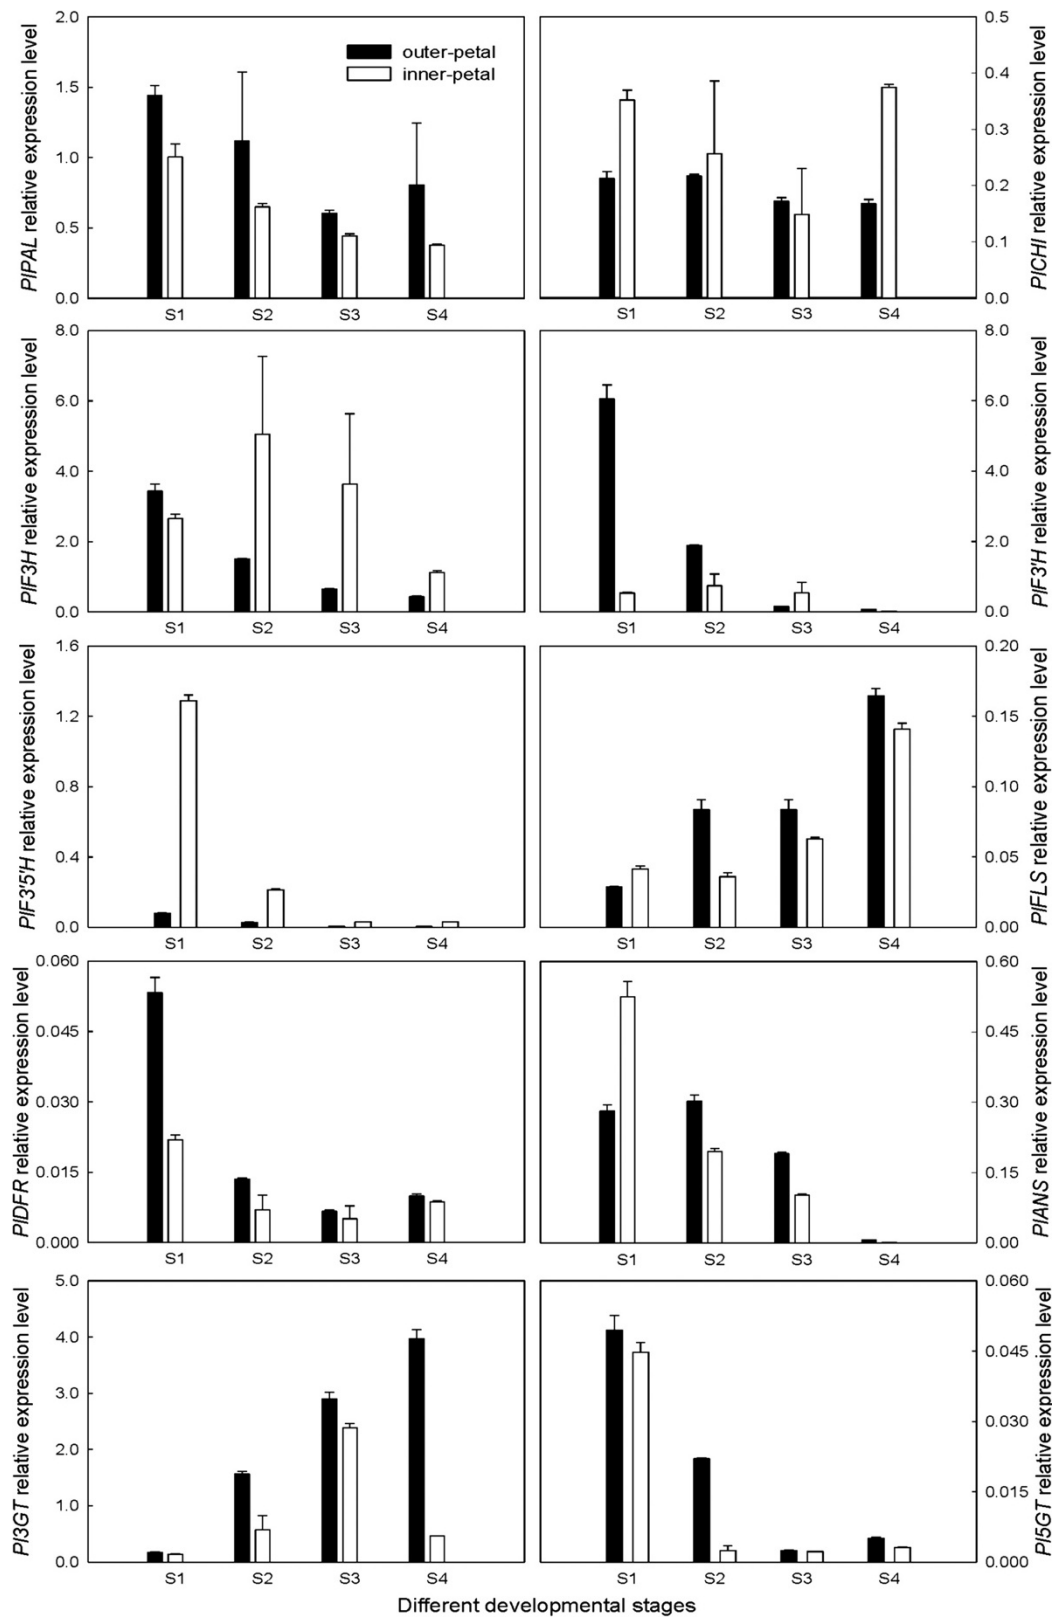 PlPAL relative expression level
2.0
1.5
1.0
0.5
0.0
outer-petal
inner-petal
S1 S2 S3 S4
PlCHI relative expression level
0.5
0.4
0.3
0.2
0.1
0.0
S1 S2 S3 S4
PlF3H relative expression level
8.0
6.0
4.0
2.0
0.0
S1 S2 S3 S4
PlF3'H relative expression level
8.0
6.0
4.0
2.0
0.0
S1 S2 S3 S4
PlF3'5'H relative expression level
1.6
1.2
0.8
0.4
0.0
S1 S2 S3 S4
PlFLS relative expression level
0.20
0.15
0.10
0.05
0.00
S1 S2 S3 S4
PlDFR relative expression level
0.060
0.045
0.030
0.015
0.000
S1 S2 S3 S4
PlANS relative expression level
0.60
0.45
0.30
0.15
0.00
S1 S2 S3 S4
Pl3GT relative expression level
5.0
4.0
3.0
2.0
1.0
0.0
S1 S2 S3 S4
Pl5GT relative expression level
0.060
0.045
0.030
0.015
0.000
S1 S2 S3 S4
Different developmental stages